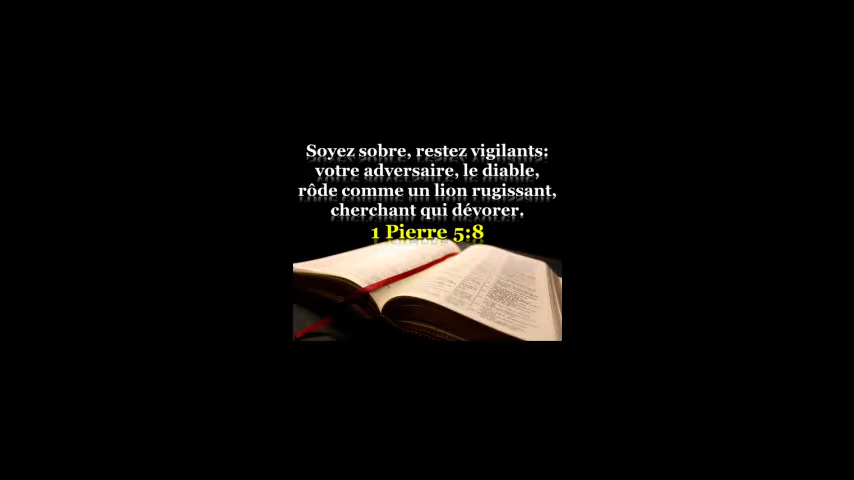 Soyez sobre, restez vigilants:
votre adversaire, le diable,
rôde comme un lion rugissant,
cherchant qui dévorer.
1 Pierre 5:8